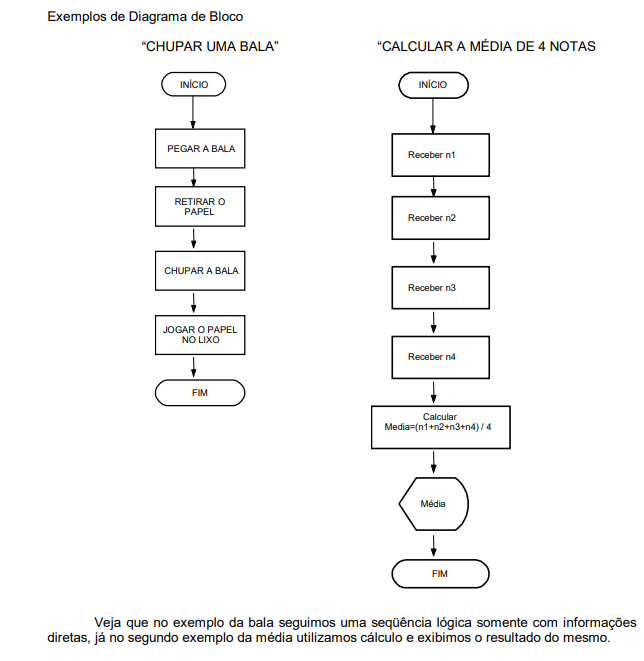 Exemplos de Diagrama de Bloco
“CHUPAR UMA BALA”
INÍCIO
PEGAR A BALA
RETIRAR O
PAPEL
CHUPAR A BALA
JOGAR O PAPEL
NO LIXO
FIM
“CALCULAR A MÉDIA DE 4 NOTAS
INÍCIO
Receber n1
Receber n2
Receber n3
Receber n4
Calcular
Media=(n1+n2+n3+n4) / 4
Média
FIM
Veja que no exemplo da bala seguimos uma seqüência lógica somente com informações
diretas, já no segundo exemplo da média utilizamos cálculo e exibimos o resultado do mesmo.